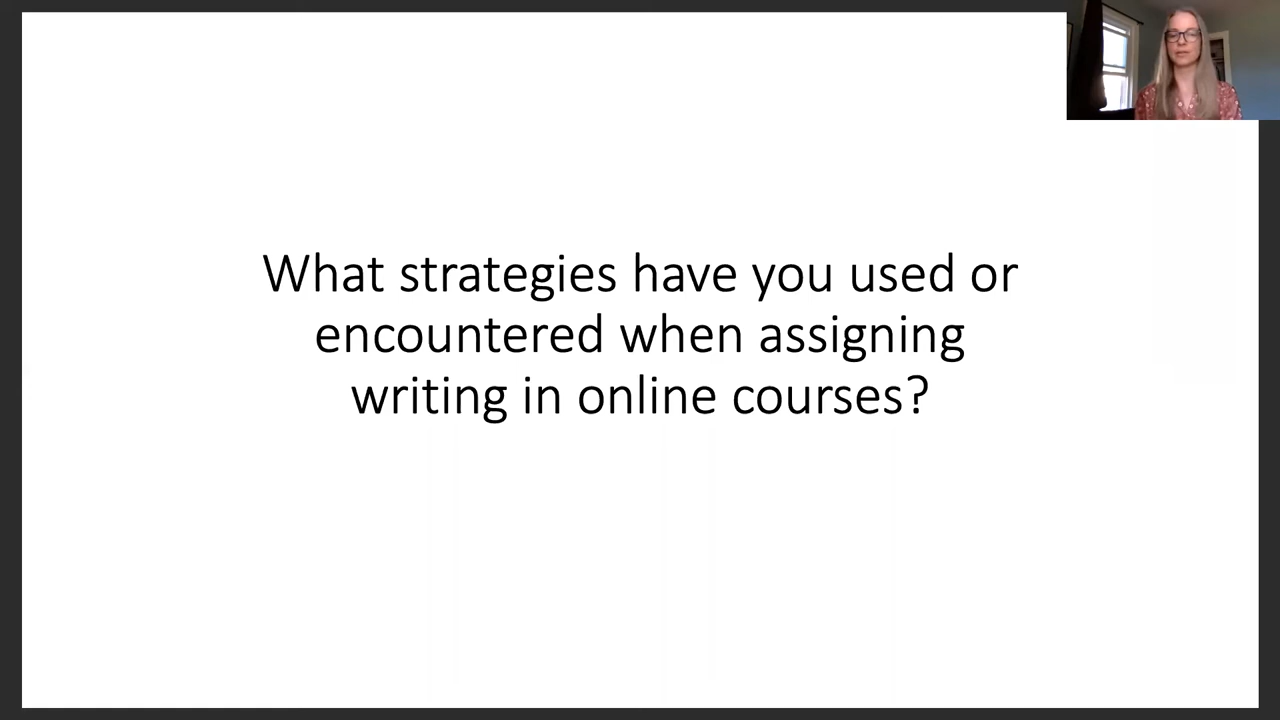 What strategies have you used or
encountered when assigning
writing in online courses?